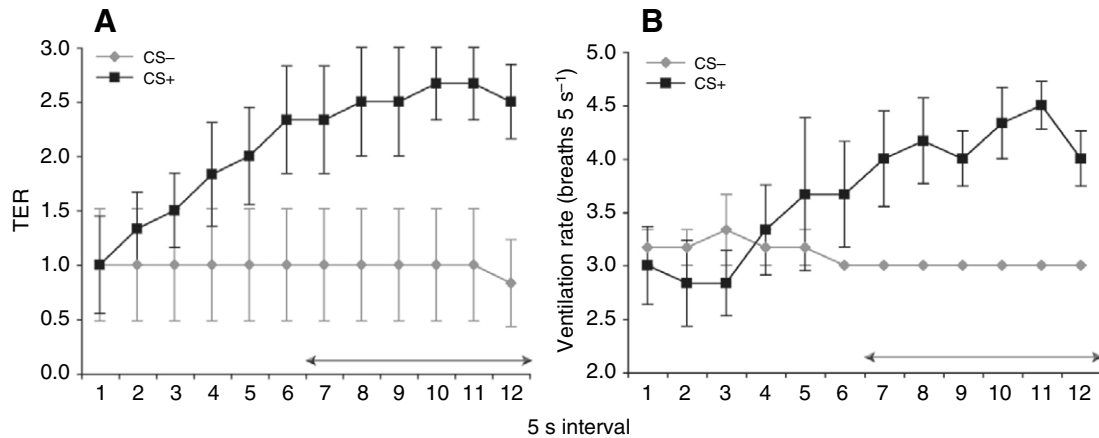 A
TER
3.0
2.5
2.0
1.5
1.0
0.5
0.0
CS–
CS+
1 2 3 4 5 6 7 8 9 10 11 12
B
Ventilation rate (breaths 5 s–1)
5.0
4.5
4.0
3.5
3.0
2.5
2.0
CS–
CS+
1 2 3 4 5 6 7 8 9 10 11 12
5 s interval